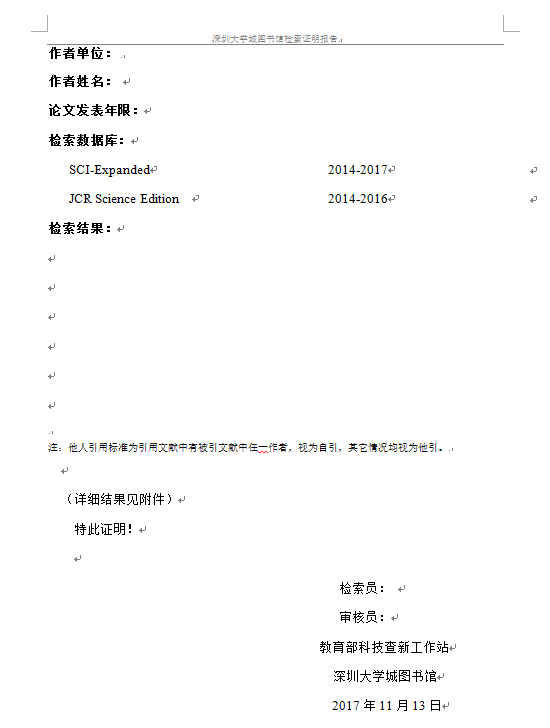 深圳大学城图书馆检索证明报告
作者单位：
作者姓名：
论文发表年限：
检索数据库：
SCI-Expanded 2014-2017
JCR Science Edition 2014-2016
检索结果：
注：他人引用标准为引用文献中有被引文献中任一作者，视为自引，其它情况均视为他引。
（详细结果见附件）
特此证明！
检索员：
审核员：
教育部科技查新工作站
深圳大学城图书馆
2017 年 11 月 13 日